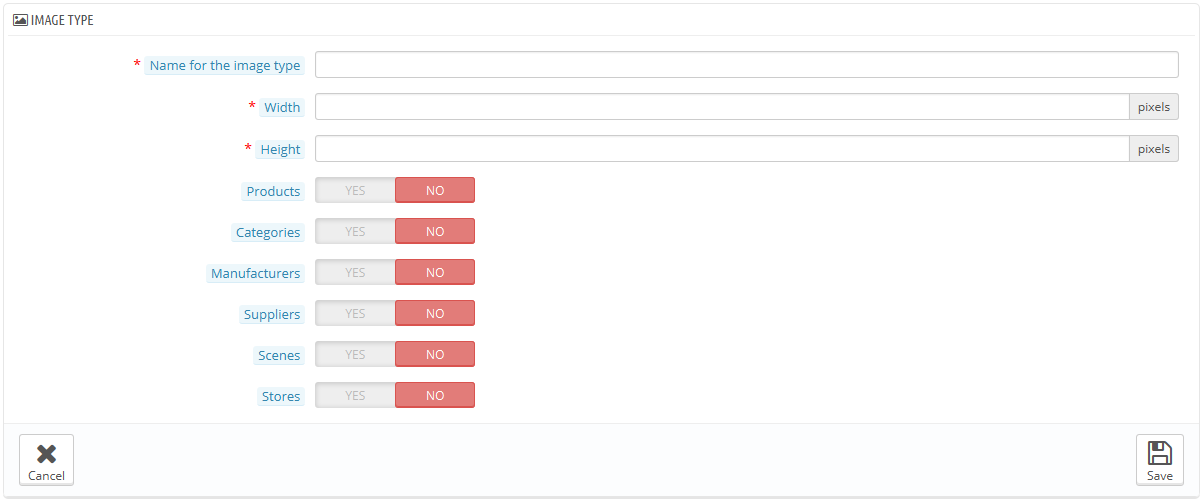 IMAGE TYPE
* Name for the image type
* Width pixels
* Height pixels
Products YES NO
Categories YES NO
Manufacturers YES NO
Suppliers YES NO
Scenes YES NO
Stores YES NO
Cancel Save